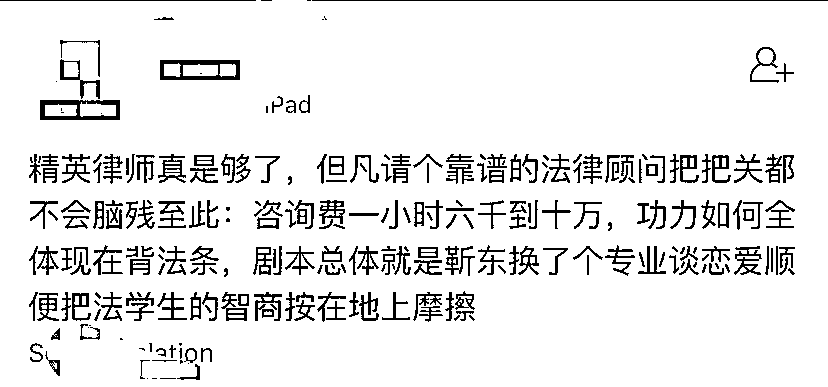 iPad
精英律师真是够了，但凡请个靠谱的法律顾问把把关都
不会脑残至此：咨询费一小时六千到十万，功力如何全
体现在背法条，剧本总体就是靳东换了个专业谈恋爱顺
便把法学生的智商按在地上摩擦